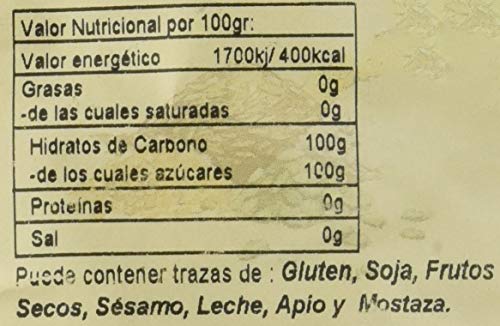 Valor Nutricional por 100gr:
Valor energético 1700kj/ 400kcal
Grasas 0g
-de las cuales saturadas 0g
Hidratos de Carbono 100g
-de los cuales azúcares 100g
Proteínas 0g
Sal 0g
Puede contener trazas de : Gluten, Soja, Frutos
Secos, Sésamo, Leche, Apio y Mostaza.